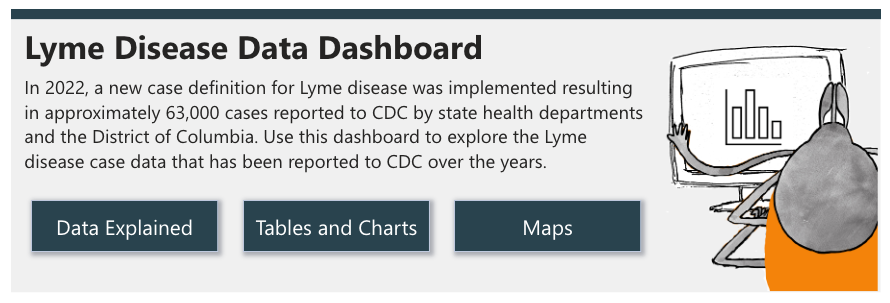 Lyme Disease Data Dashboard
In 2022, a new case definition for Lyme disease was implemented resulting
in approximately 63,000 cases reported to CDC by state health departments
and the District of Columbia. Use this dashboard to explore the Lyme
disease case data that has been reported to CDC over the years.
Data Explained
Tables and Charts
Maps